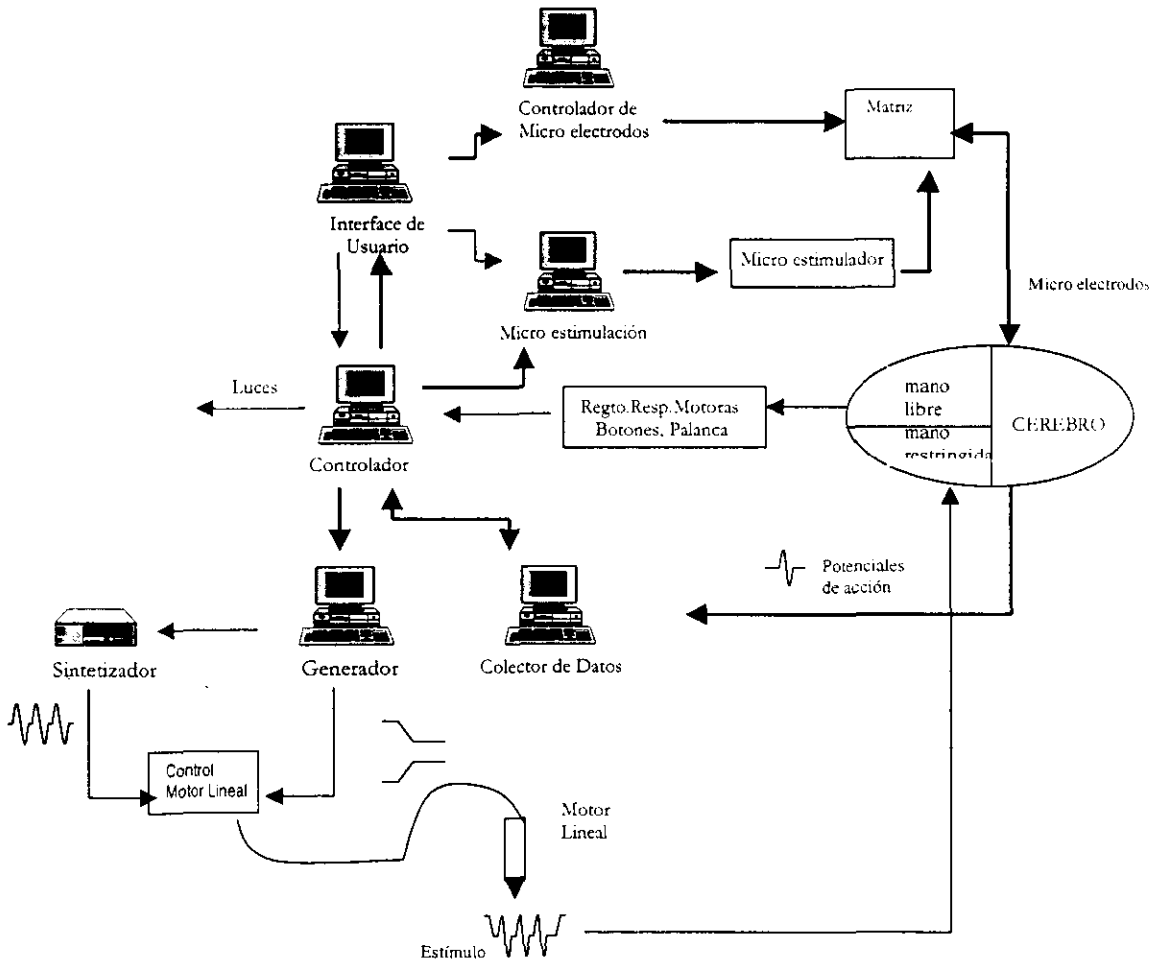 Controlador de
Micro electrodos
Matriz
Interface de
Usuario
Micro estimulador
Micro electrodos
Micro estimulación
Luces
Regto.Resp.Motoras
Botones, Palanca
mano
libre
mano
restringida
CEREBRO
Controlador
Potenciales
de acción
Sintetizador
Generador
Colector de Datos
Control
Motor Lineal
Motor
Lineal
Estímulo